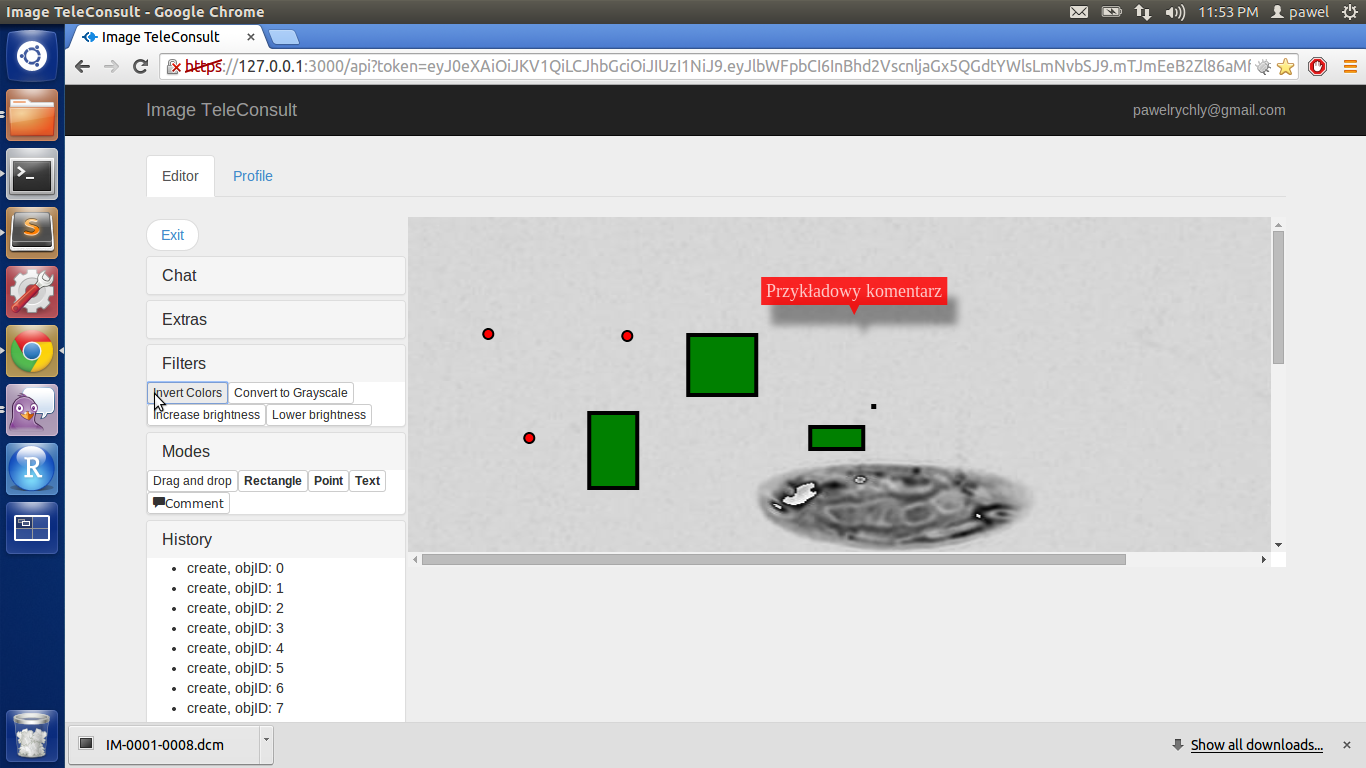 Image TeleConsult - Google Chrome
11:53 PM pawel
Image TeleConsult
https://127.0.0.1:3000/api?token=eyJ0eXAiOiJKV1QiLCJhbGciOiJIUzI1NiJ9.eyJlbWFpbCI6InBhd2VscnljaGx5QGdtYWlsLmNvbSJ9.mTJmEeB2Zl86aMf
Image TeleConsult
pawelrychly@gmail.com
Editor Profile
Exit
Chat
Extras
Filters
Invert Colors Convert to Grayscale
Increase brightness Lower brightness
Modes
Drag and drop Rectangle Point Text
Comment
History
create, objID: 0
create, objID: 1
create, objID: 2
create, objID: 3
create, objID: 4
create, objID: 5
create, objID: 6
create, objID: 7
Przykładowy komentarz
IM-0001-0008.dcm
Show all downloads...